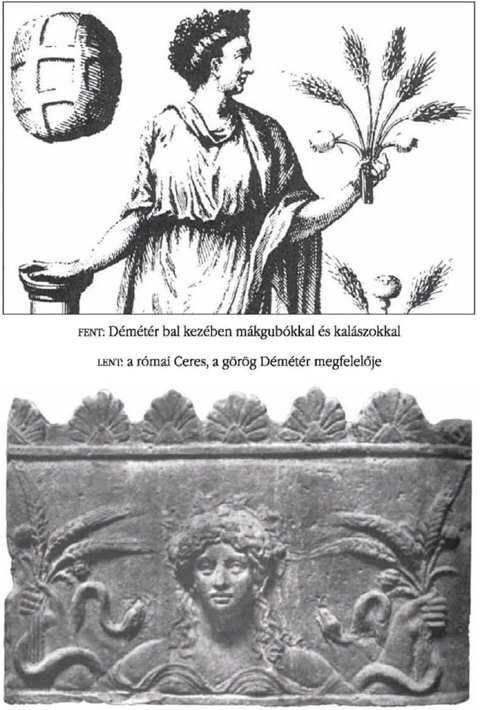 FENT: Démétér bal kezében mákgubókkal és kalászokkal
LENT: a római Ceres, a görög Démétér megfelelője